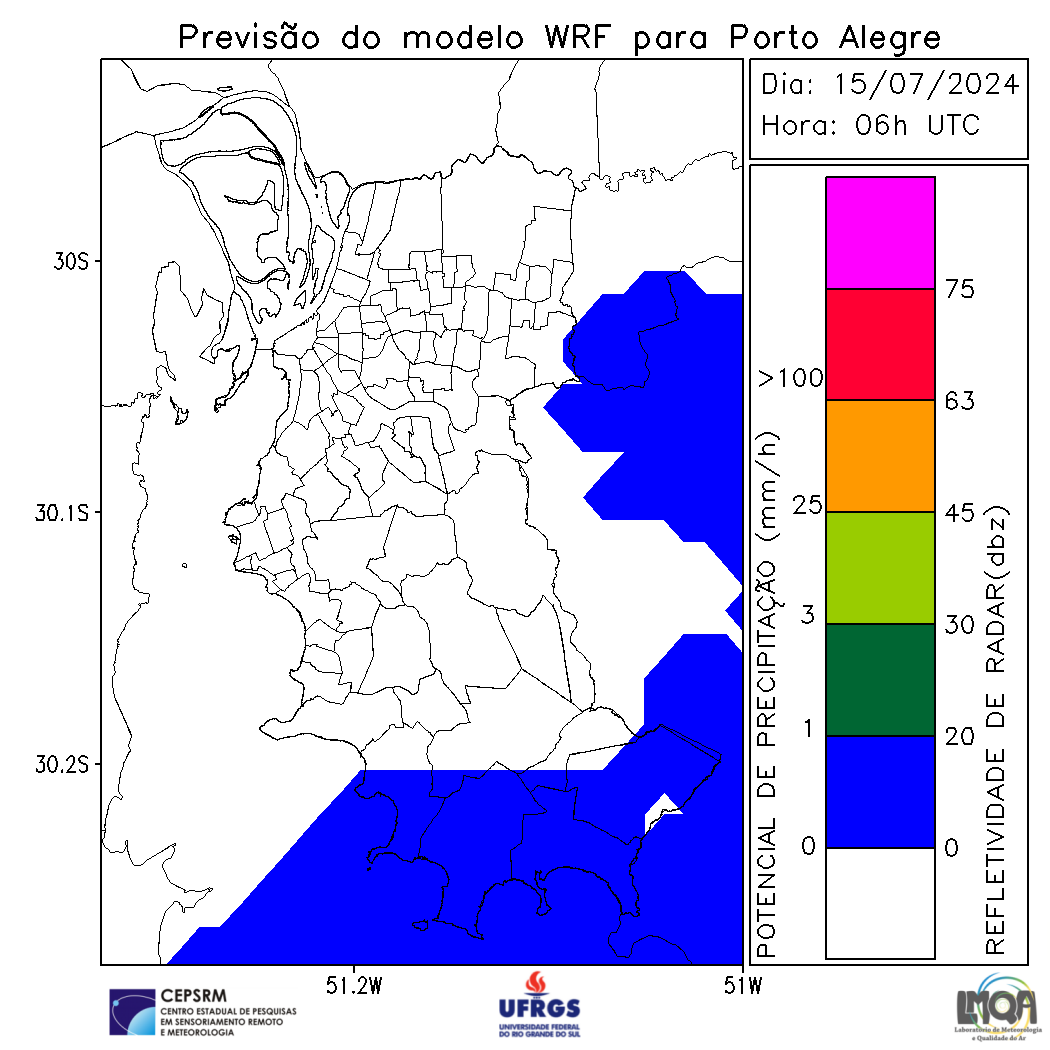 Previsão do modelo WRF para Porto Alegre
Dia: 15/07/2024
Hora: 06h UTC
30S
30.1S
30.2S
51.2W
51W
POTENCIAL DE PRECIPITAÇÃO (mm/h)
>100
25
3
1
0
75
63
45
30
20
0
REFLETIVIDADE DE RADAR(dbz)
CEPSRM
CENTRO ESTADUAL DE PESQUISAS
EM SENSORIAMENTO REMOTO
E METEOROLOGIA
UFRGS
UNIVERSIDADE FEDERAL
DO RIO GRANDE DO SUL
LMQA
Laboratório de Meteorologia
e Qualidade do Ar